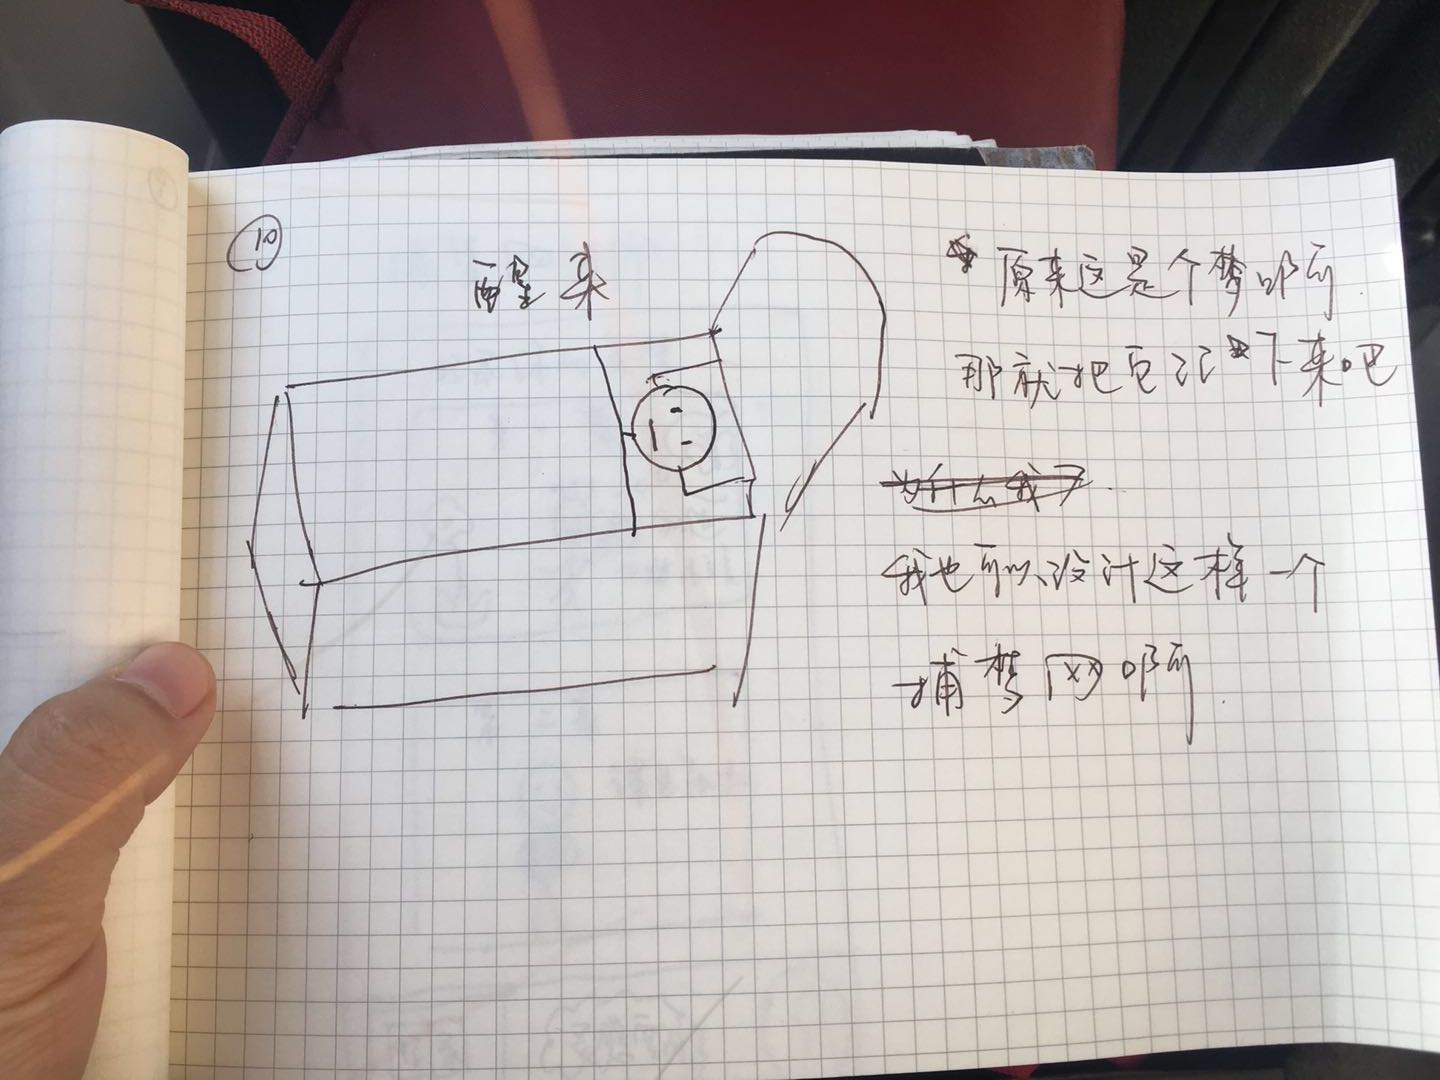 ⑩
醒来
原来这是个梦啊
那就把它记下来吧
为什么我
我也可以设计这样一个
捕梦网啊